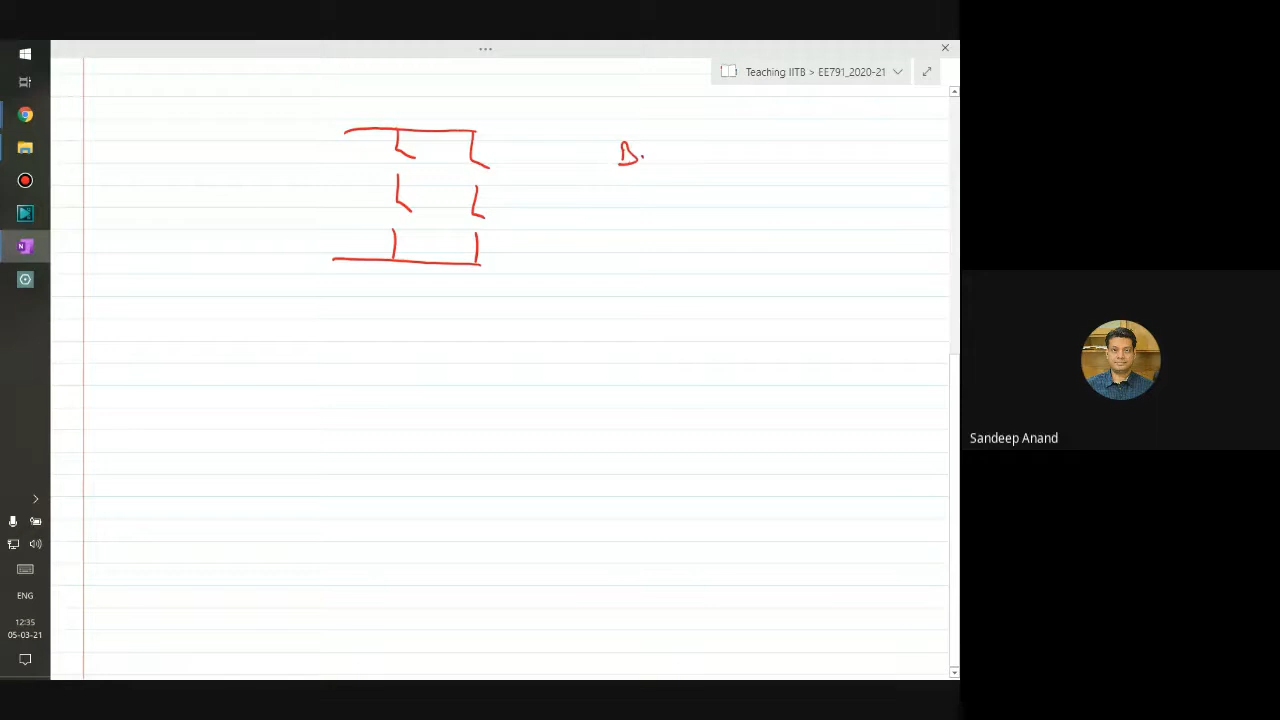 Teaching IITB > EE791_2020-21
B.
Sandeep Anand
ENG
12:35
05-03-21